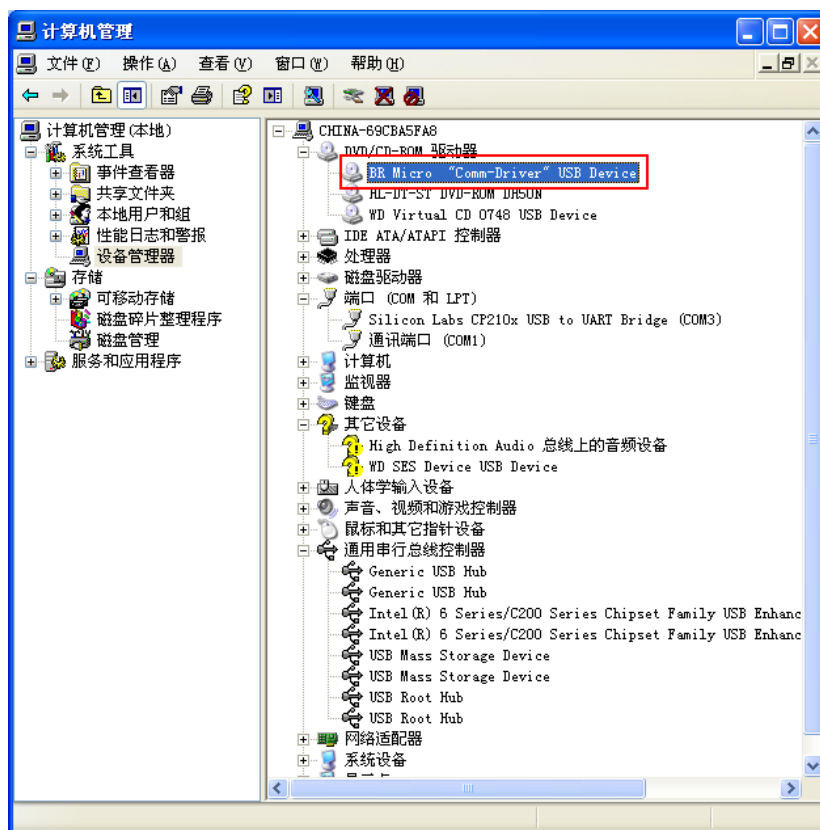 计算机管理
文件(F) 操作(A) 查看(V) 窗口(W) 帮助(H)
计算机管理(本地)
系统工具
事件查看器
共享文件夹
本地用户和组
性能日志和警报
设备管理器
存储
可移动存储
磁盘碎片整理程序
磁盘管理
服务和应用程序
CHINA-69CBA5FA8
DVD/CD-ROM 驱动器
BR Micro "Comm-Driver" USB Device
HL-DT-ST DVD-ROM DH50N
WD Virtual CD 0748 USB Device
IDE ATA/ATAPI 控制器
处理器
磁盘驱动器
端口 (COM 和 LPT)
Silicon Labs CP210x USB to UART Bridge (COM3)
通讯端口 (COM1)
计算机
监视器
键盘
其它设备
High Definition Audio 总线上的音频设备
WD SES Device USB Device
人体学输入设备
声音、视频和游戏控制器
鼠标和其它指针设备
通用串行总线控制器
Generic USB Hub
Generic USB Hub
Intel(R) 6 Series/C200 Series Chipset Family USB Enhanc
Intel(R) 6 Series/C200 Series Chipset Family USB Enhanc
USB Mass Storage Device
USB Mass Storage Device
USB Root Hub
USB Root Hub
网络适配器
系统设备